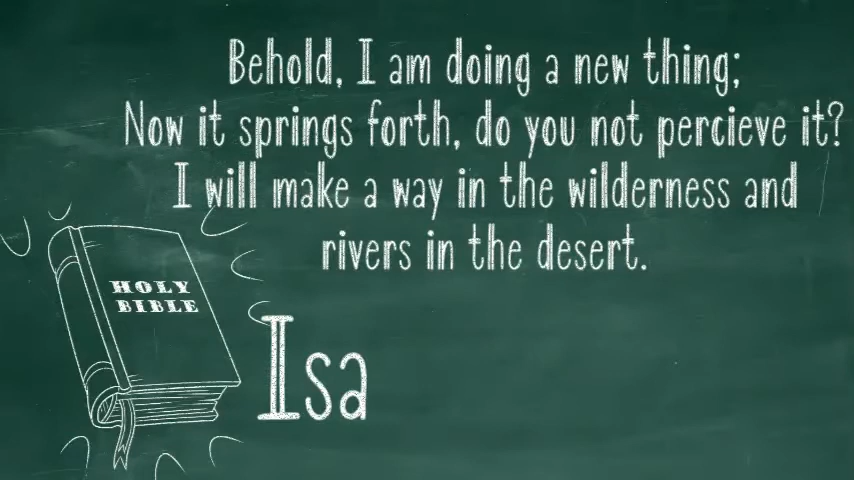 Behold, I am doing a new thing;
Now it springs forth, do you not percieve it?
I will make a way in the wilderness and
rivers in the desert.
HOLY
BIBLE
Isa